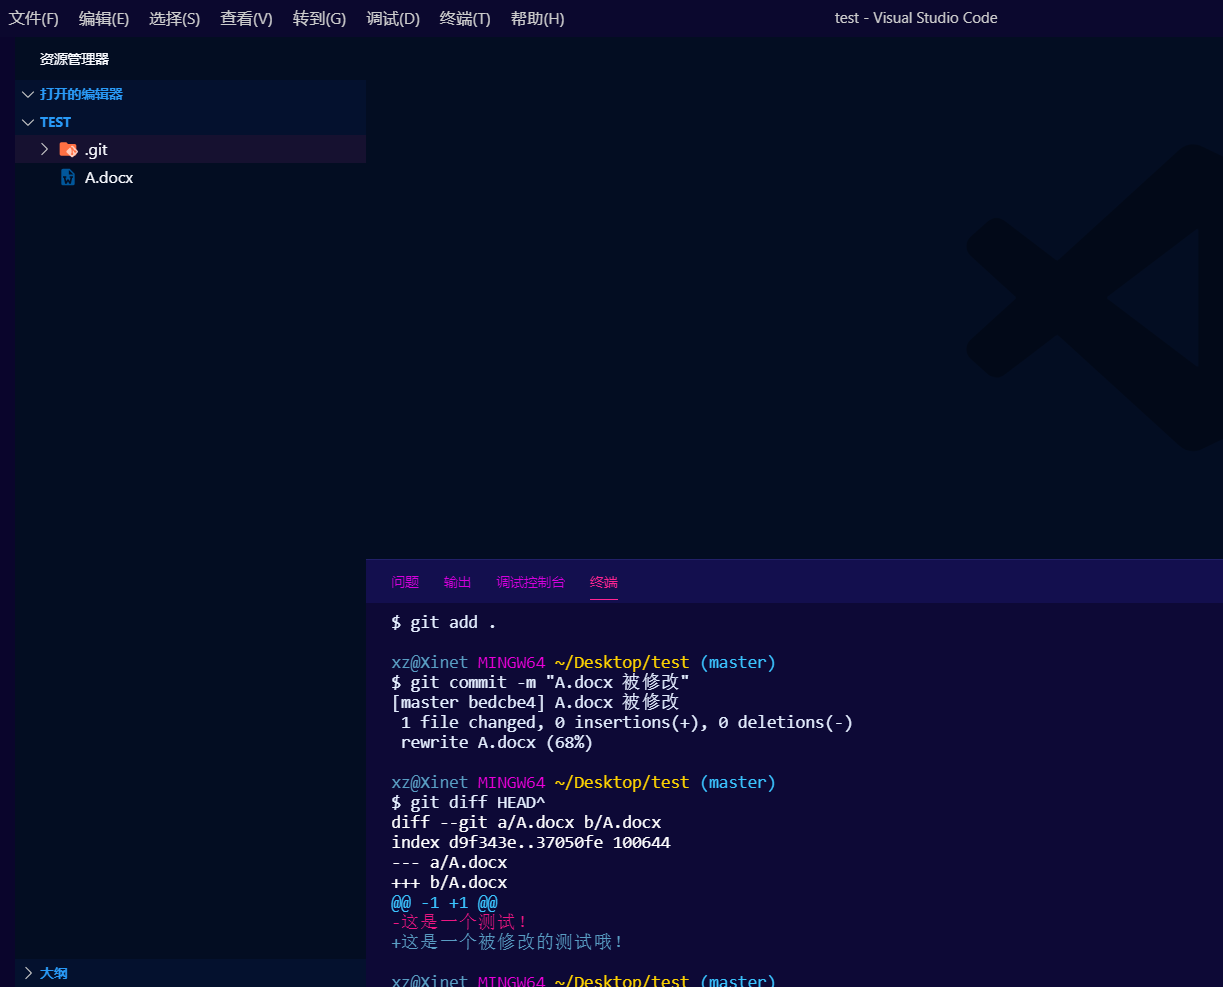 文件(F) 编辑(E) 选择(S) 查看(V) 转到(G) 调试(D) 终端(T) 帮助(H) test - Visual Studio Code
资源管理器
打开的编辑器
TEST
.git
A.docx
大纲
问题 输出 调试控制台 终端
$ git add .
xz@Xinet MINGW64 ~/Desktop/test (master)
$ git commit -m "A.docx 被修改"
[master bedcbe4] A.docx 被修改
1 file changed, 0 insertions(+), 0 deletions(-)
rewrite A.docx (68%)
xz@Xinet MINGW64 ~/Desktop/test (master)
$ git diff HEAD^
diff --git a/A.docx b/A.docx
index d9f343e..37050fe 100644
--- a/A.docx
+++ b/A.docx
@@ -1 +1 @@
-这是一个测试!
+这是一个被修改的测试哦!
xz@Xinet MINGW64 ~/Desktop/test (master)